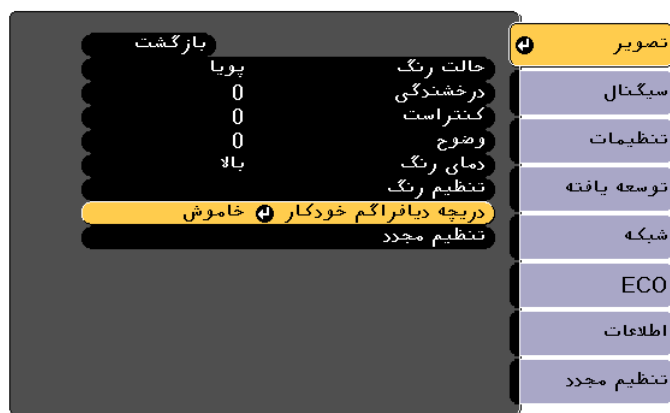 بازگشت
حالت رنگ پویا
درخشندگی 0
کنتراست 0
وضوح 0
دمای رنگ بالا
تنظیم رنگ
دریچه دیافراگم خودکار خاموش
تنظیم مجدد
تصویر
سیگنال
تنظیمات
توسعه یافته
شبکه
ECO
اطلاعات
تنظیم مجدد